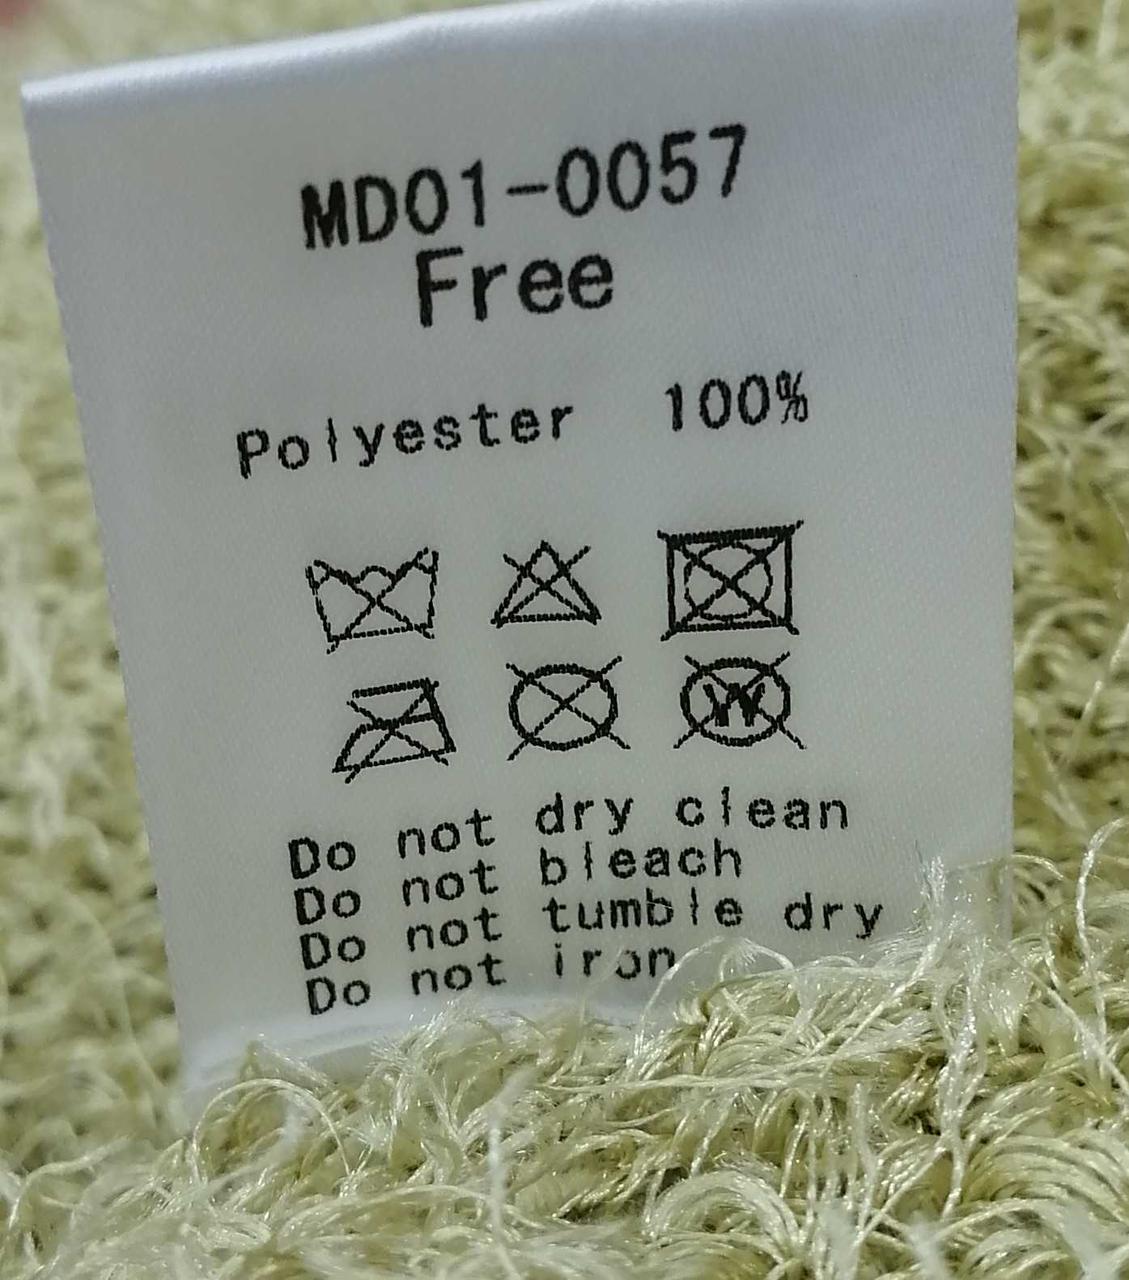 MD01-0057
Free
Polyester 100%
W
Do not dry clean
Do not bleach
Do not tumble dry
Do not iron